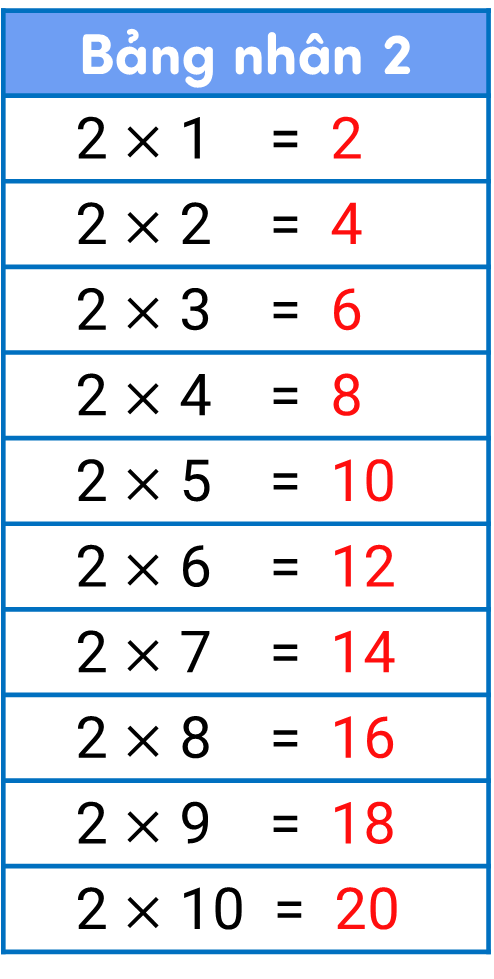 Bảng nhân 2
2 × 1 = 2
2 × 2 = 4
2 × 3 = 6
2 × 4 = 8
2 × 5 = 10
2 × 6 = 12
2 × 7 = 14
2 × 8 = 16
2 × 9 = 18
2 × 10 = 20